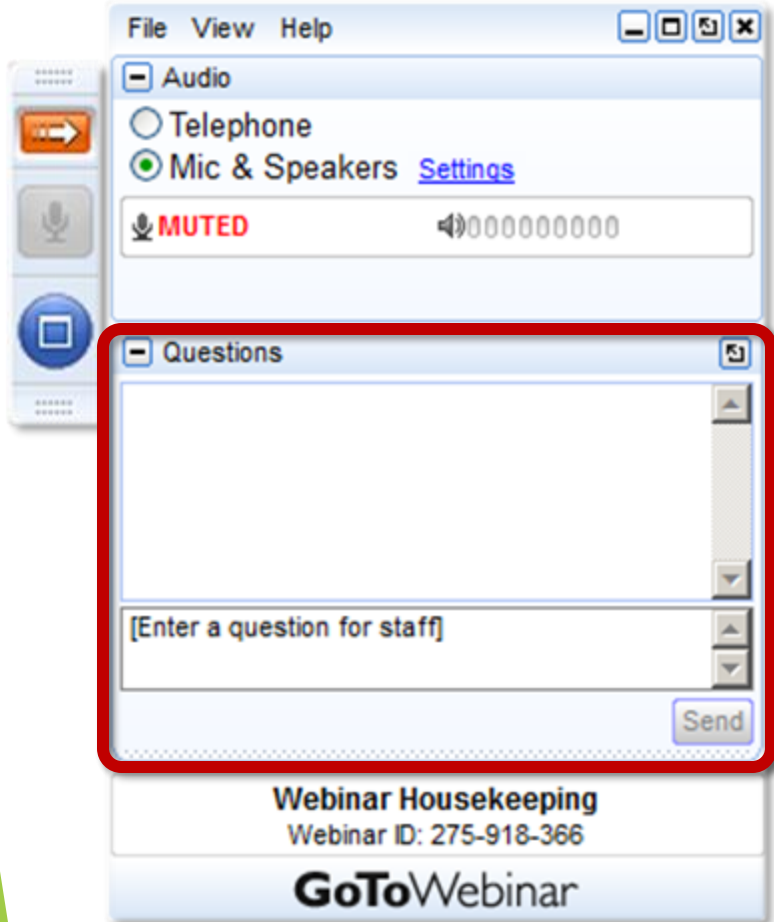 File View Help
Audio
Telephone
Mic & Speakers Settings
MUTED
Questions
[Enter a question for staff]
Send
Webinar Housekeeping
Webinar ID: 275-918-366
GoToWebinar